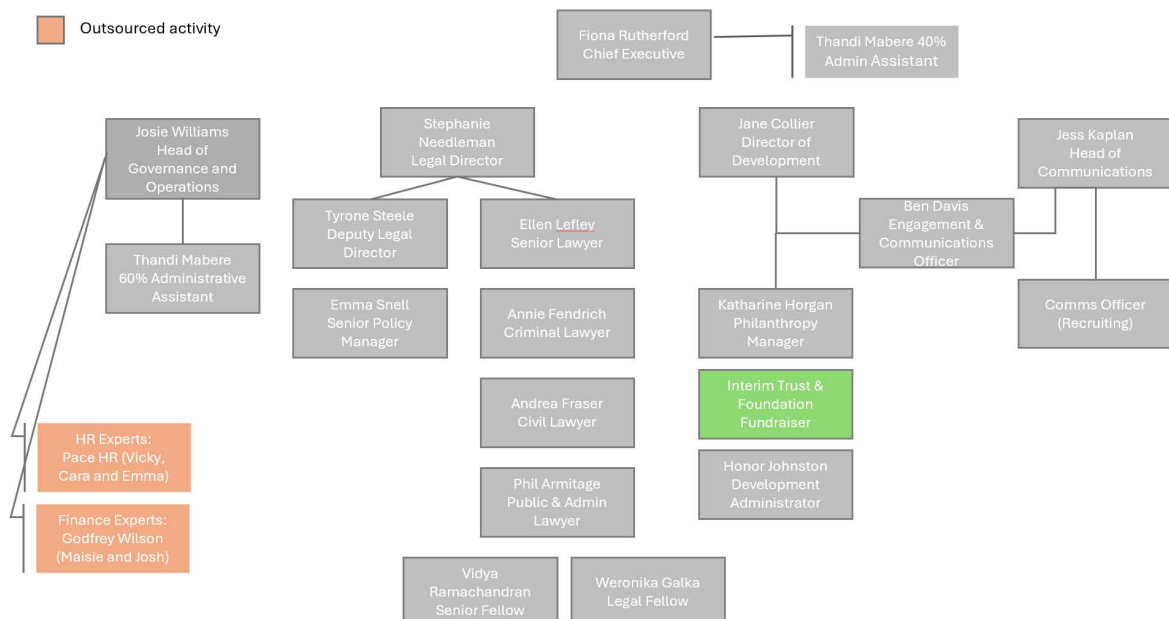 Outsourced activity
Fiona Rutherford
Chief Executive
Thandi Mabere 40%
Admin Assistant
Josie Williams
Head of
Governance and
Operations
Stephanie
Needleman
Legal Director
Jane Collier
Director of
Development
Jess Kaplan
Head of
Communications
Tyrone Steele
Deputy Legal
Director
Ellen Lefley
Senior Lawyer
Ben Davis
Engagement &
Communications
Officer
Thandi Mabere
60% Administrative
Assistant
Emma Snell
Senior Policy
Manager
Annie Fendrich
Criminal Lawyer
Katharine Horgan
Philanthropy
Manager
Comms Officer
(Recruiting)
Andrea Fraser
Civil Lawyer
Interim Trust &
Foundation
Fundraiser
HR Experts:
Pace HR (Vicky,
Cara and Emma)
Phil Armitage
Public & Admin
Lawyer
Honor Johnston
Development
Administrator
Finance Experts:
Godfrey Wilson
(Maisie and Josh)
Vidya
Ramachandran
Senior Fellow
Weronika Galka
Legal Fellow